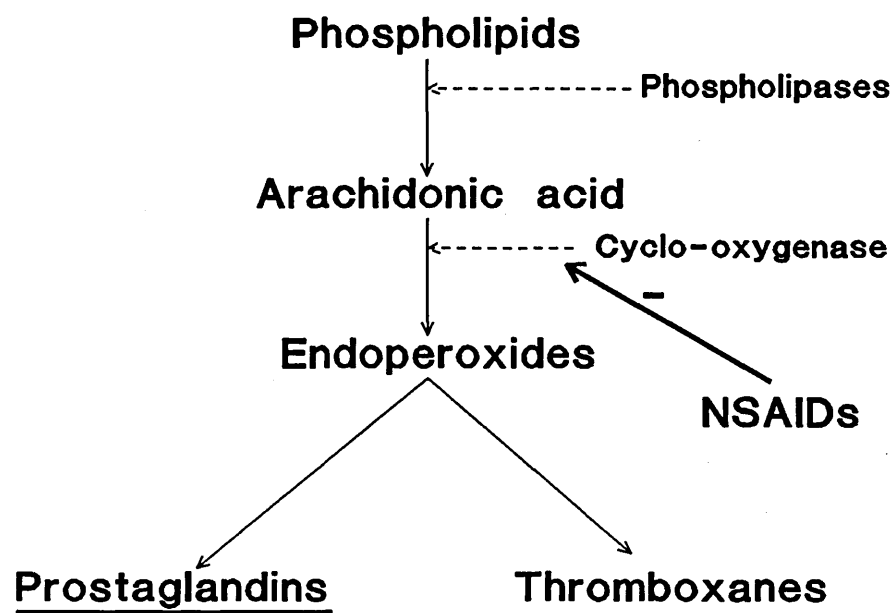 Phospholipids
Phospholipases
Arachidonic acid
Cyclo-oxygenase
–
Endoperoxides
NSAIDs
Prostaglandins
Thromboxanes